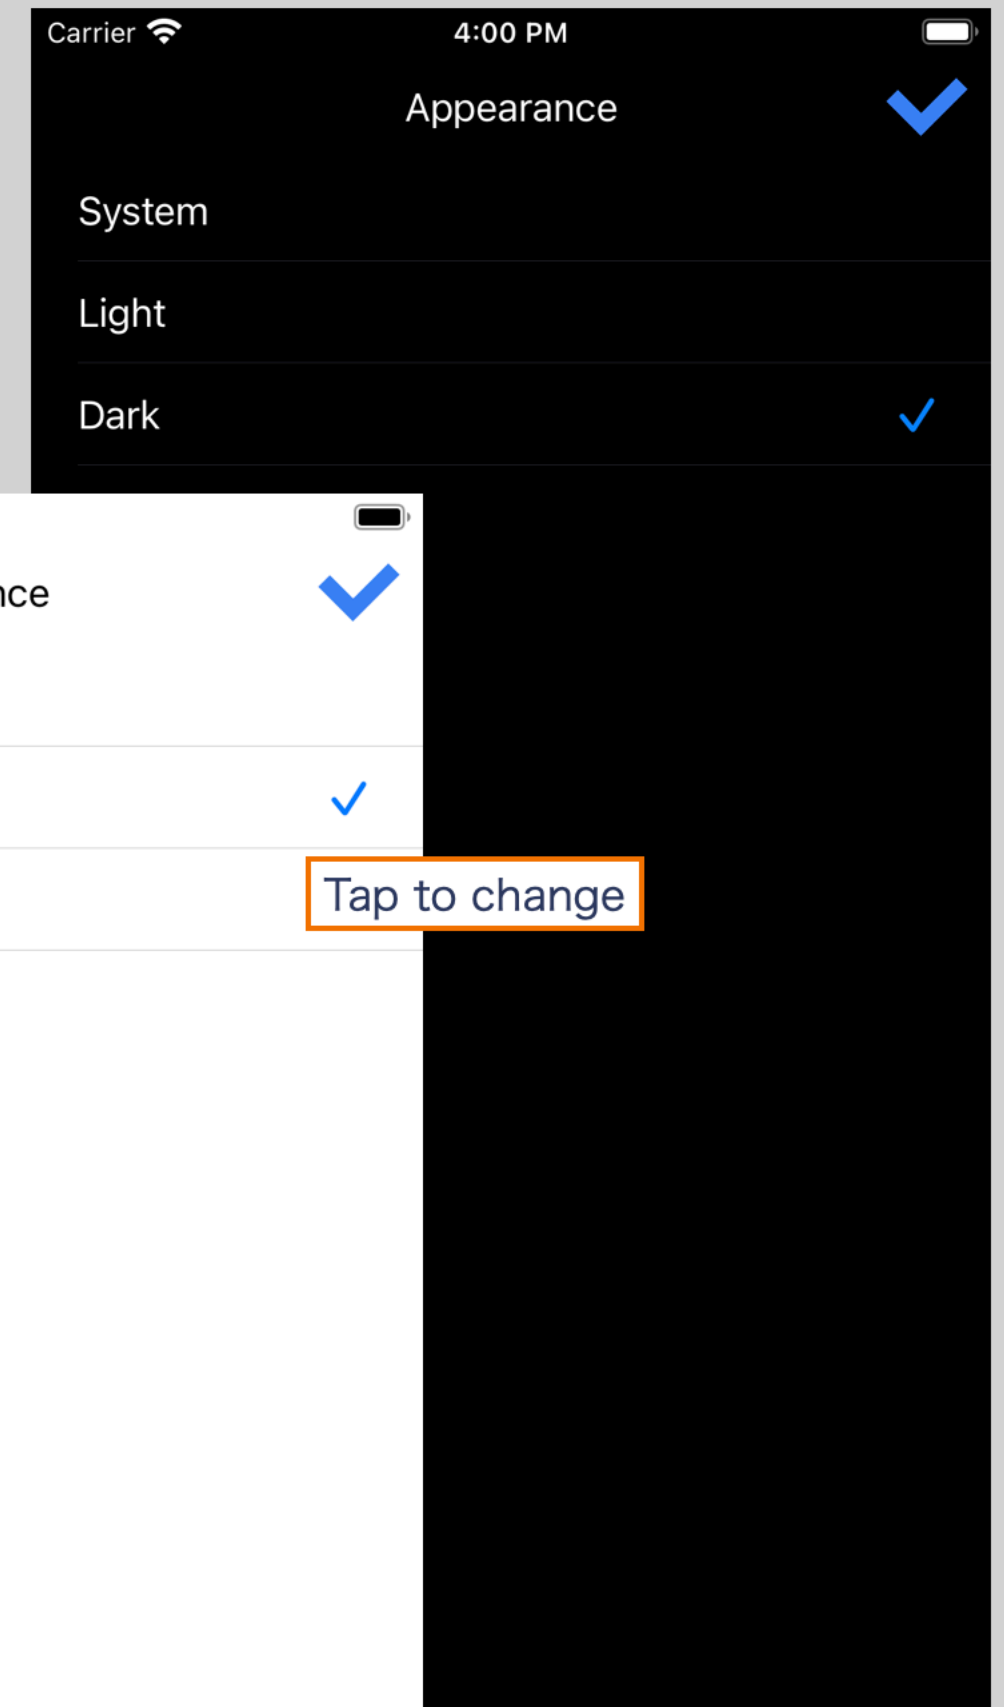 Carrier
4:00 PM
Appearance
System
Light
Dark
nce
Tap to change